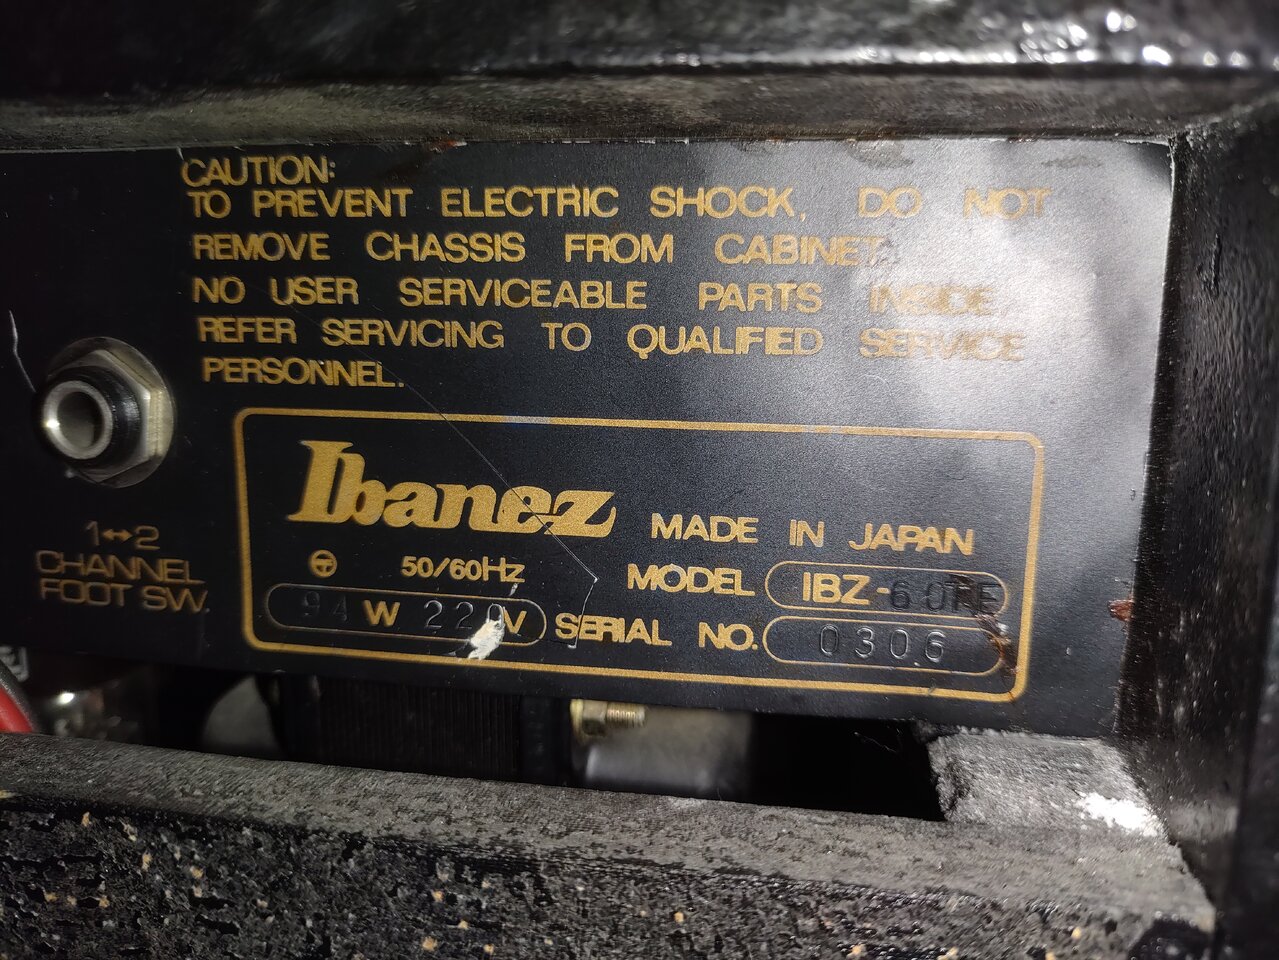 CAUTION:
TO PREVENT ELECTRIC SHOCK, DO NOT
REMOVE CHASSIS FROM CABINET.
NO USER SERVICEABLE PARTS INSIDE.
REFER SERVICING TO QUALIFIED SERVICE
PERSONNEL.
1↔2
CHANNEL
FOOT SW.
Ibanez MADE IN JAPAN
50/60Hz MODEL IBZ-60RE
94 W 220V SERIAL NO. 0306